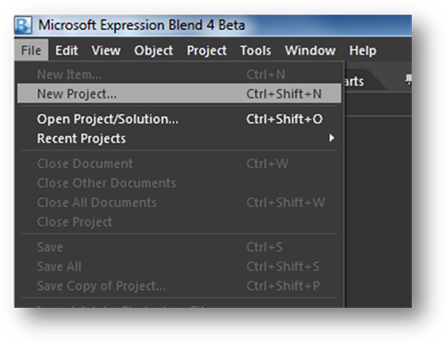 Microsoft Expression Blend 4 Beta
File Edit View Object Project Tools Window Help
New Item... Ctrl+N
arts
New Project... Ctrl+Shift+N
Open Project/Solution... Ctrl+Shift+O
Recent Projects
Close Document Ctrl+W
Close Other Documents
Close All Documents Ctrl+Shift+W
Close Project
Save Ctrl+S
Save All Ctrl+Shift+S
Save Copy of Project... Ctrl+Shift+P